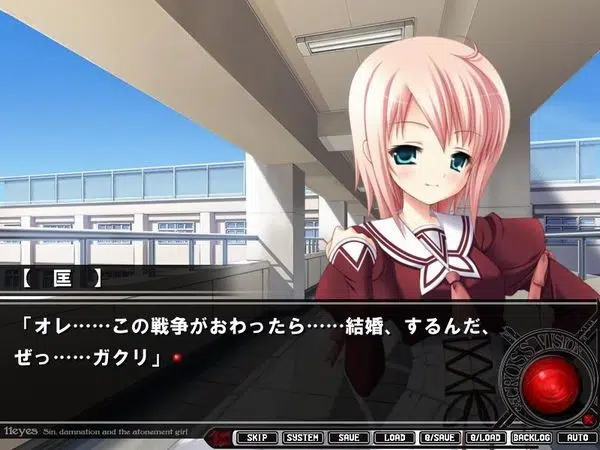 【 匡 】
「オレ……この戦争がおわったら……結婚、するんだ、
ぜっ……ガクリ」
CROSS VISION
11eyes Sin, damnation and the atonement girl
SKIP SYSTEM SAVE LOAD Q/SAVE Q/LOAD BACKLOG AUTO